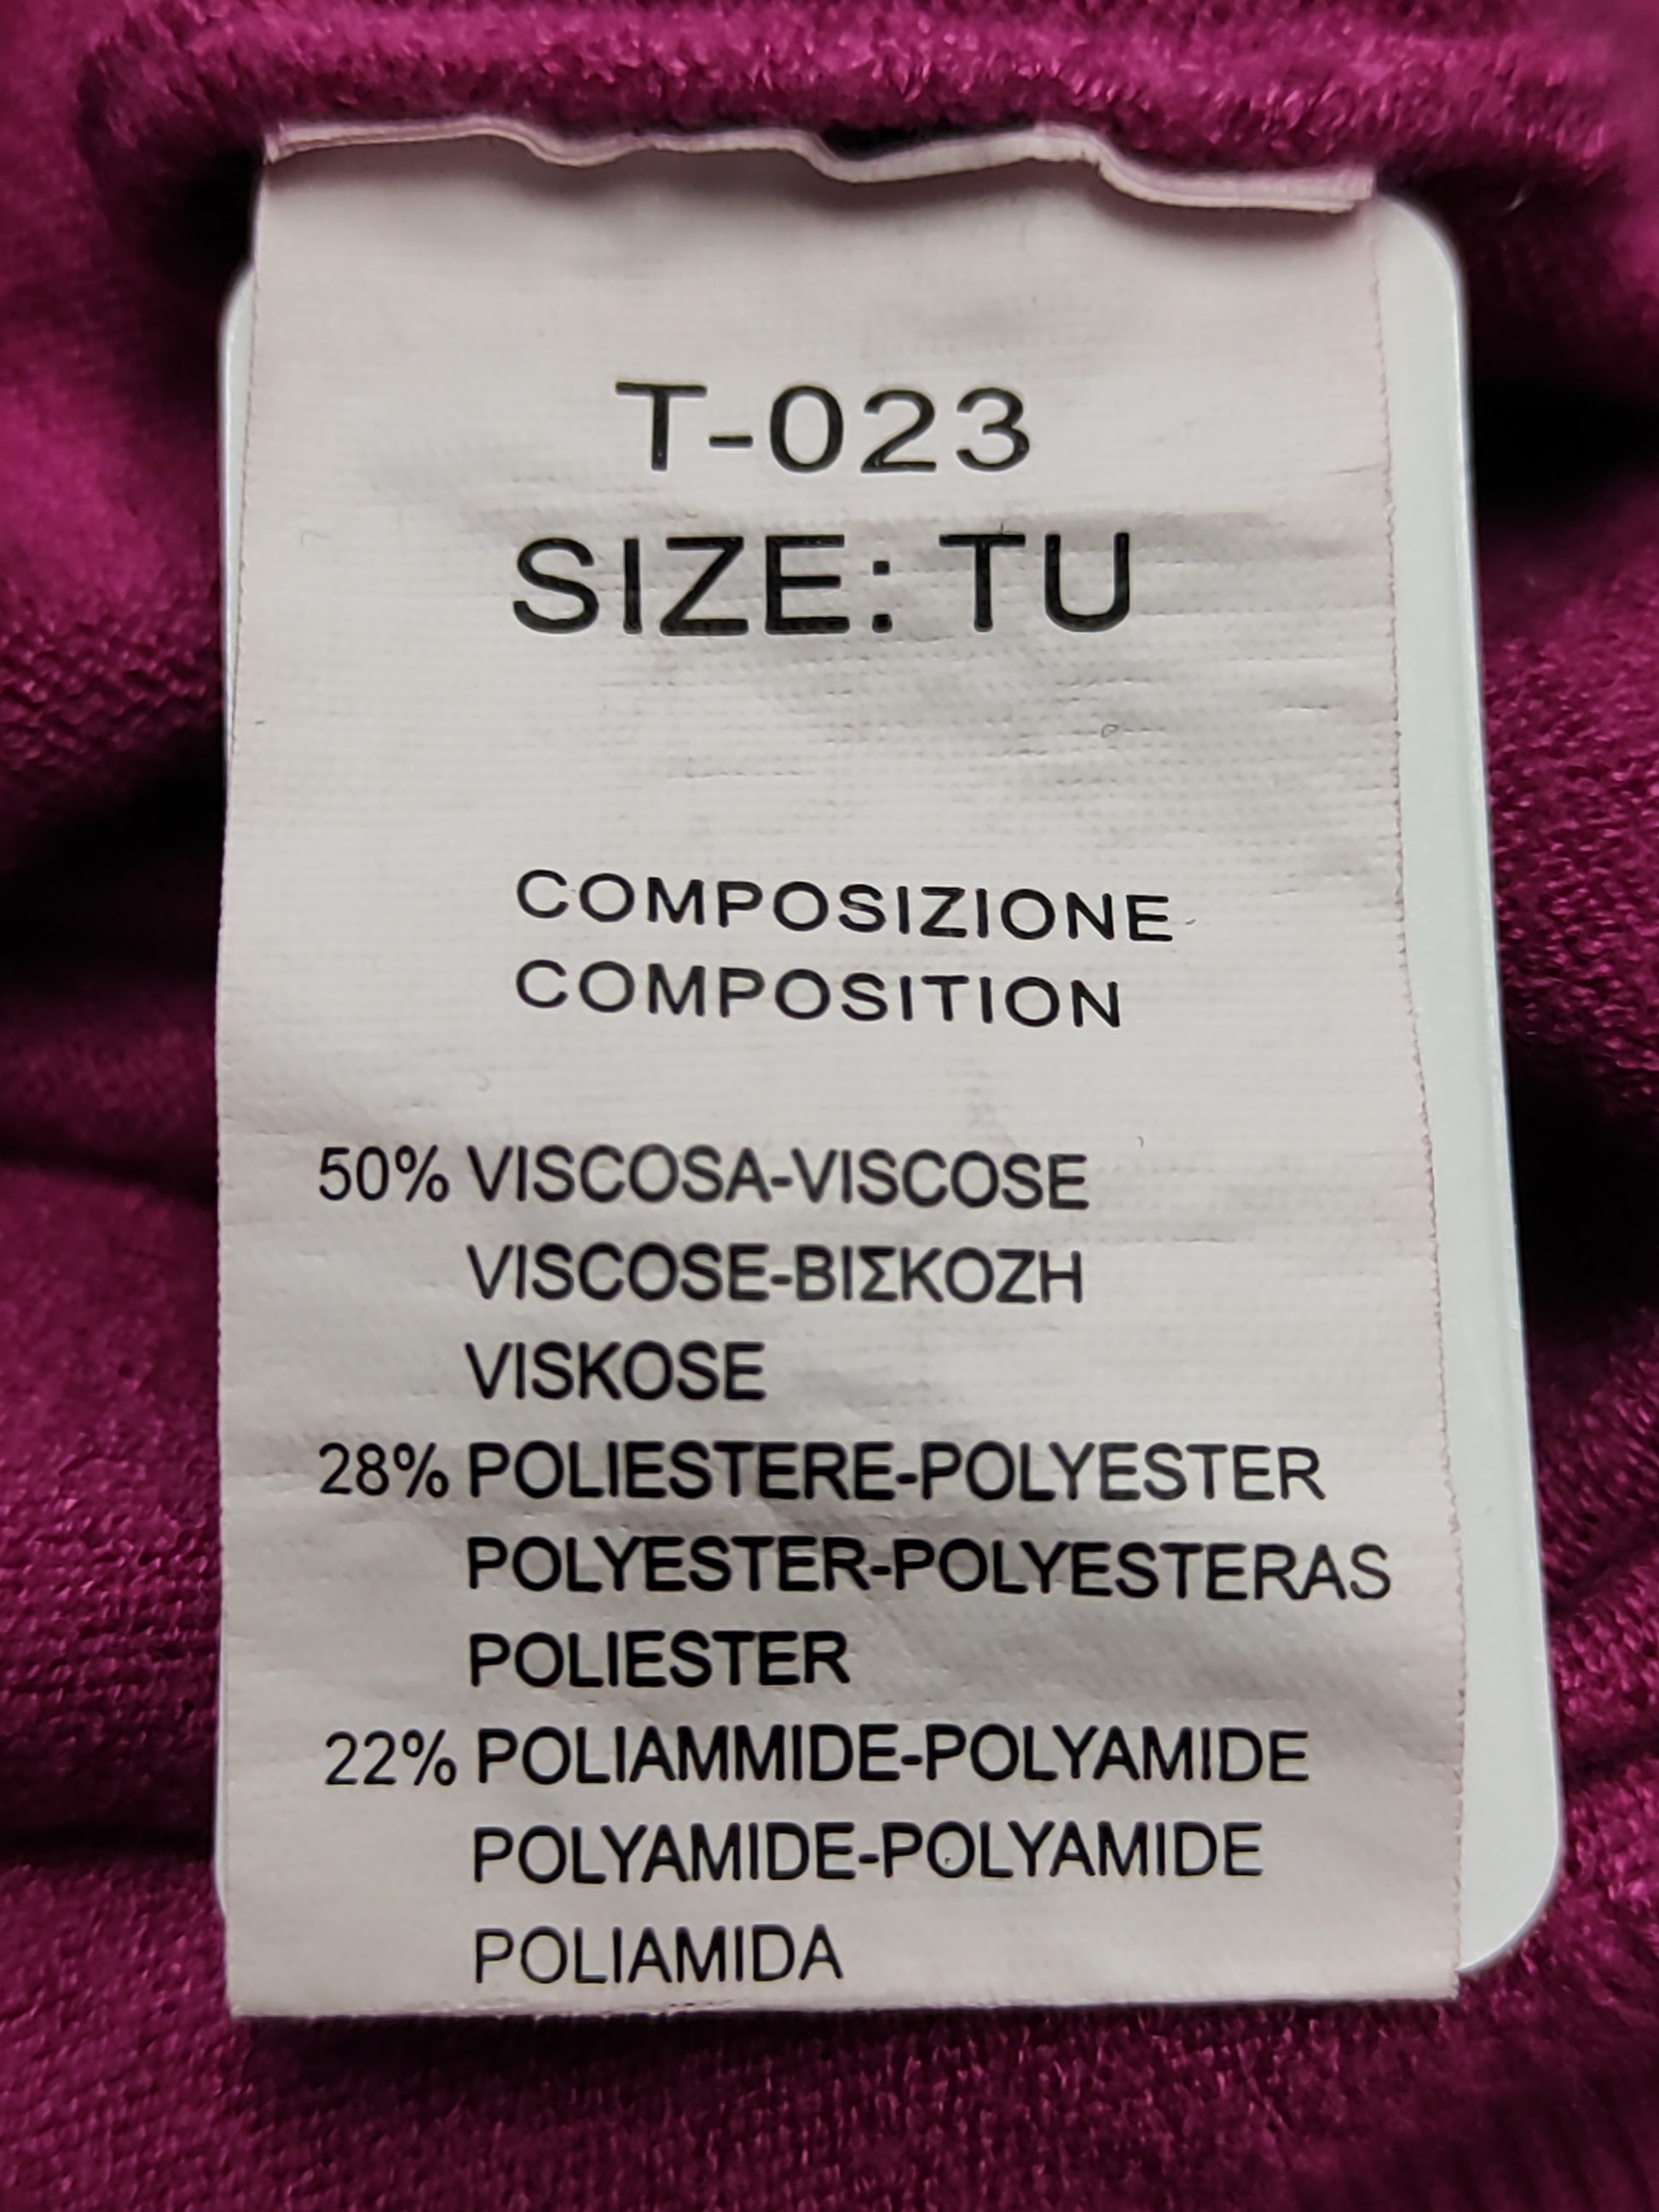 T-023
SIZE: TU
COMPOSIZIONE
COMPOSITION
50% VISCOSA-VISCOSE
VISCOSE-ΒΙΣΚΟΖΗ
VISKOSE
28% POLIESTERE-POLYESTER
POLYESTER-POLYESTERAS
POLIESTER
22% POLIAMMIDE-POLYAMIDE
POLYAMIDE-POLYAMIDE
POLIAMIDA